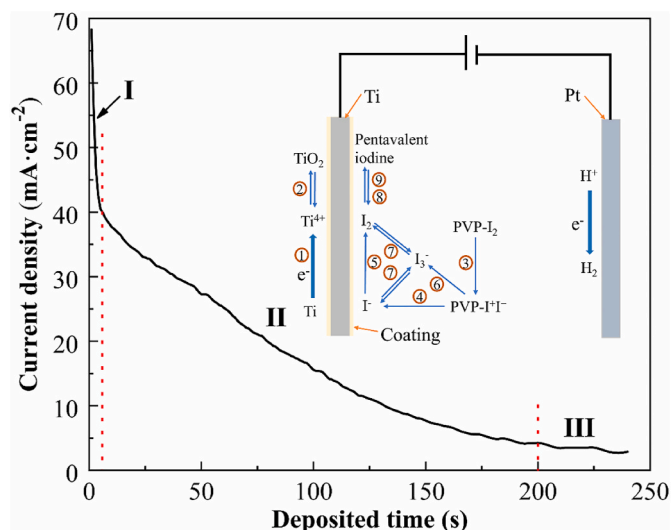 Current density (mA·cm⁻²)
70
60
50
40
30
20
10
0
0
50
100
150
200
250
Deposited time (s)
I
II
III
Ti
Pt
Pentavalent
iodine
TiO₂
⑨
②
⑧
H⁺
Ti⁴⁺
I₂
PVP-I₂
①
⑦
⑤
⑦
I₃⁻
③
e⁻
e⁻
⑥
④
H₂
Ti
I⁻
PVP-I⁺I⁻
Coating